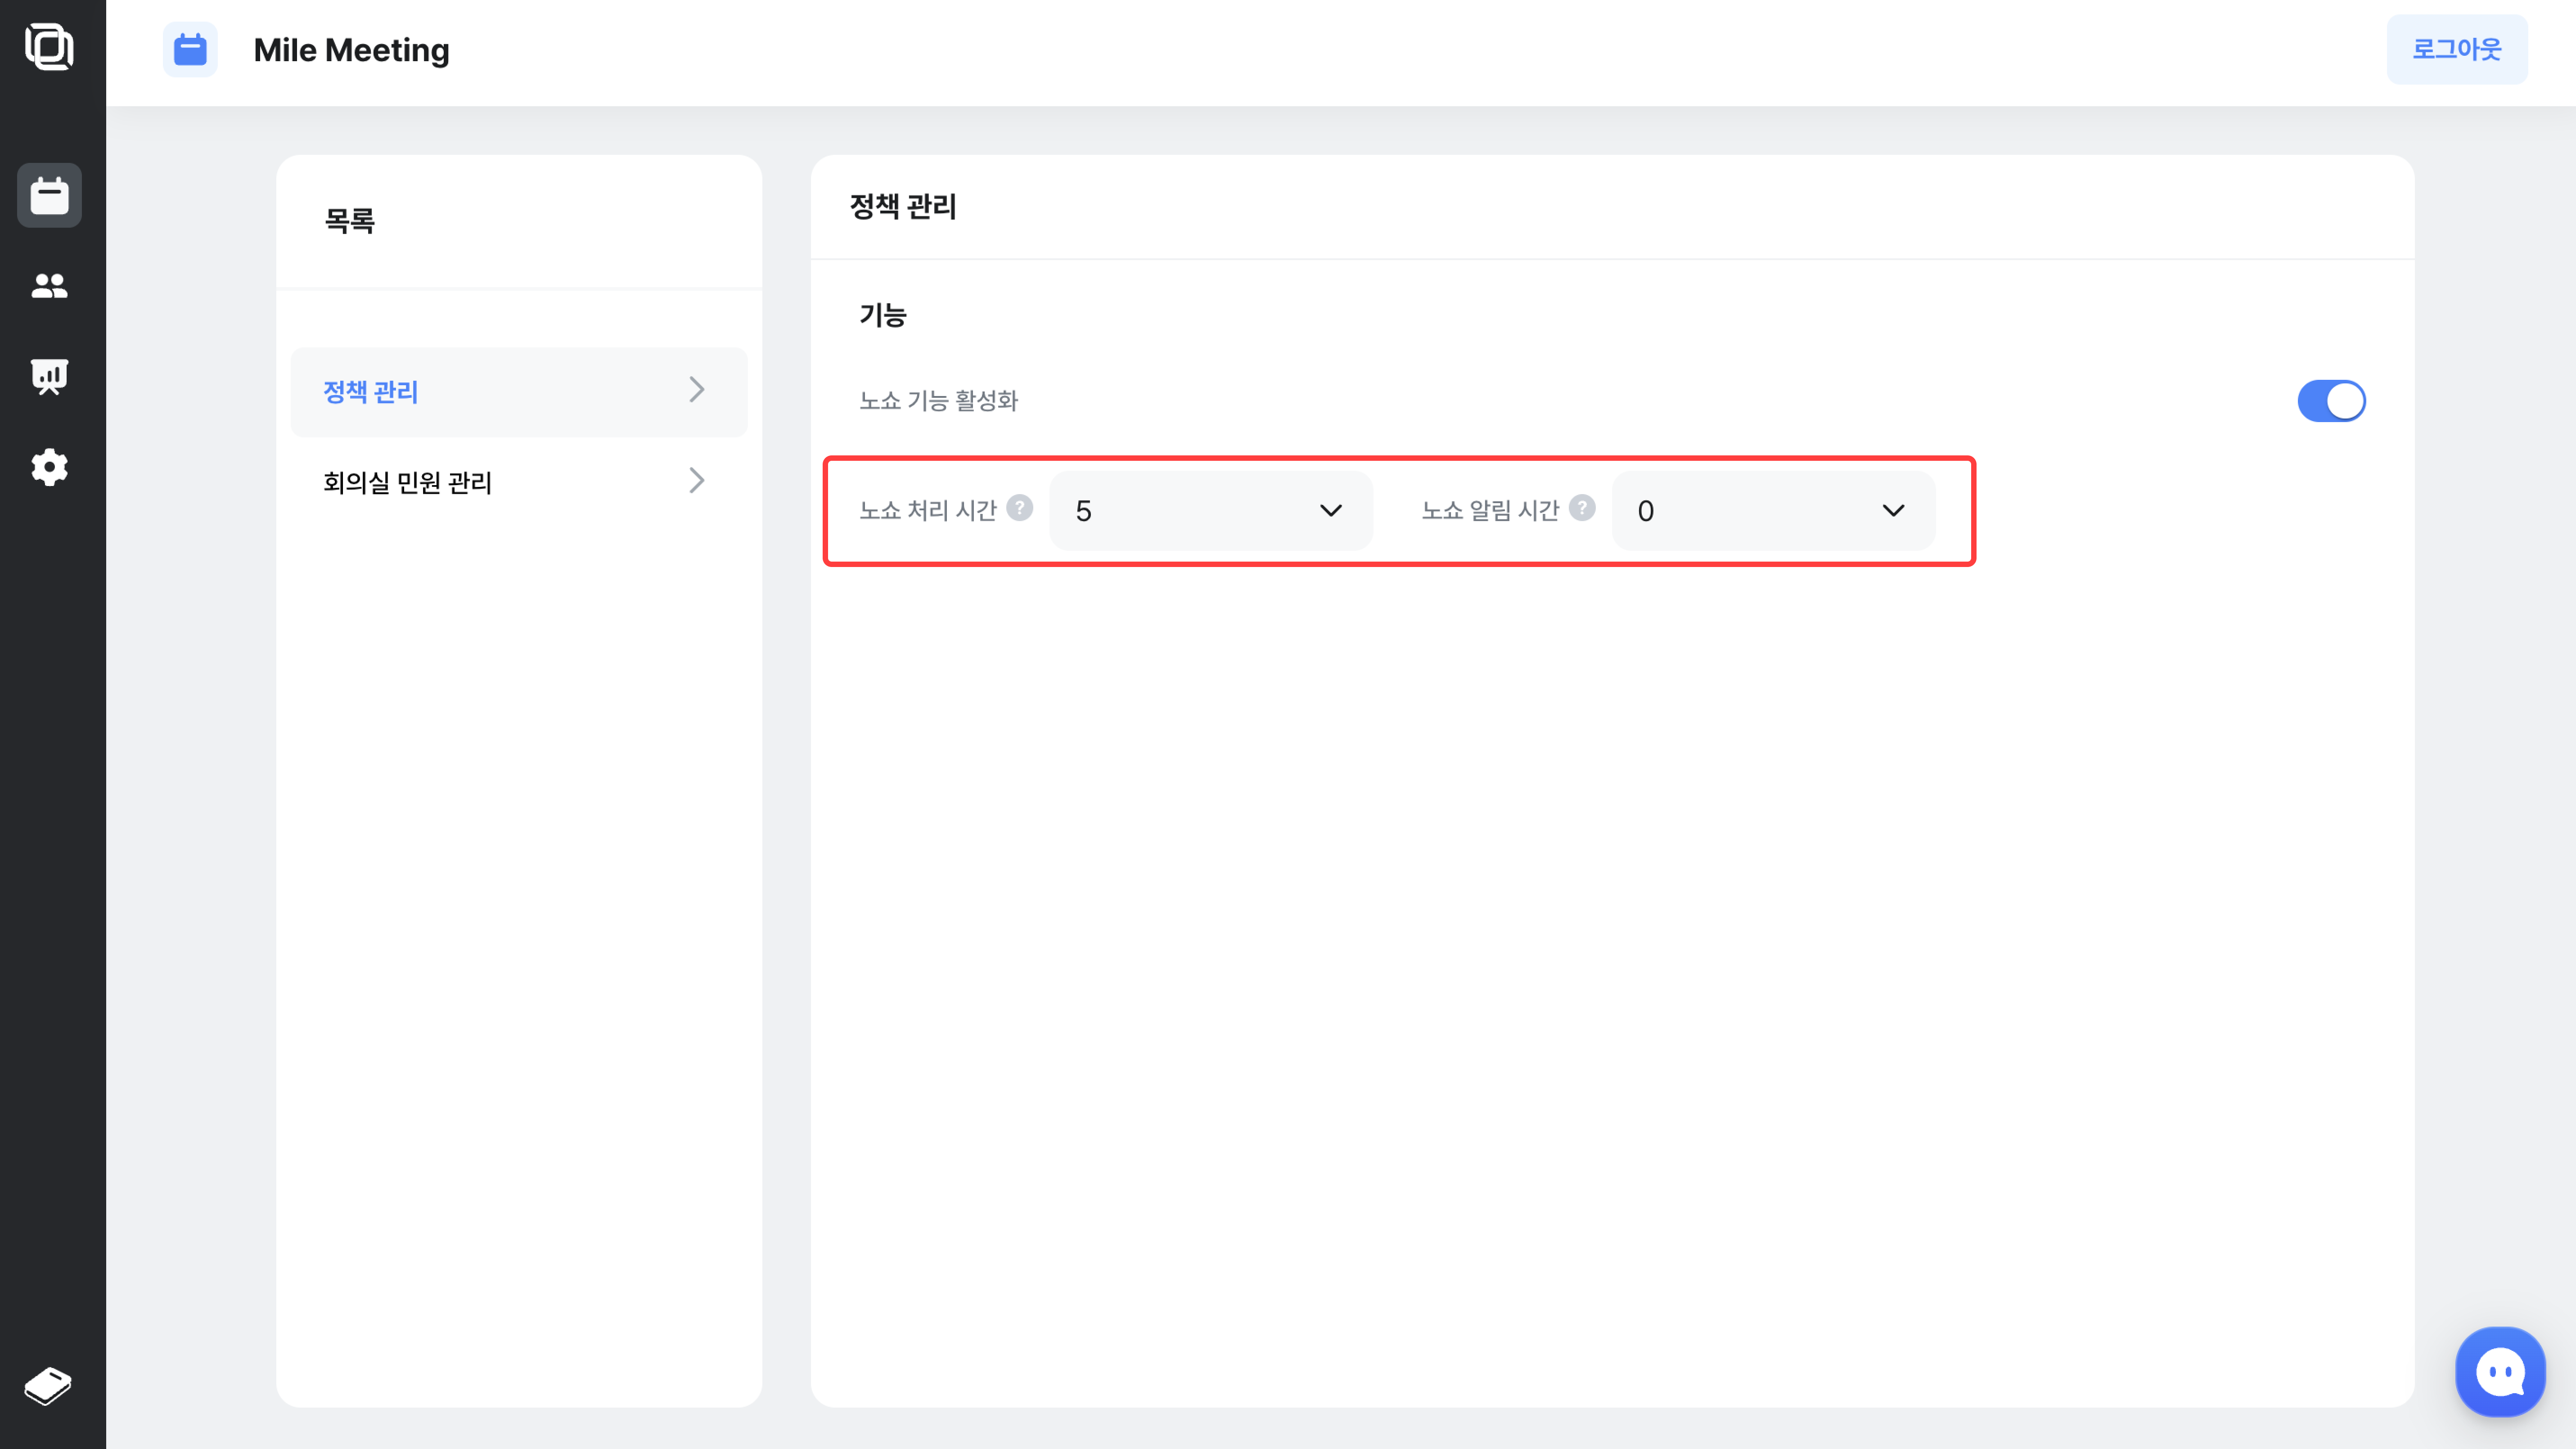 Mile Meeting
로그아웃
목록
정책 관리
회의실 민원 관리
정책 관리
기능
노쇼 기능 활성화
노쇼 처리 시간 ? 5 노쇼 알림 시간 ? 0